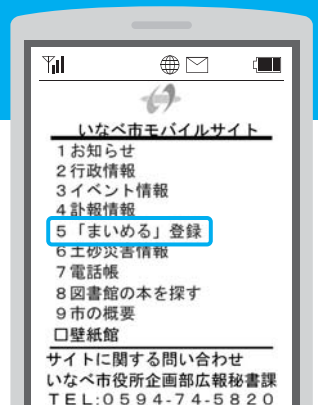 いなべ市モバイルサイト
1お知らせ
2行政情報
3イベント情報
4訃報情報
5「まいめる」登録
6土砂災害情報
7電話帳
8図書館の本を探す
9市の概要
口壁紙館
サイトに関する問い合わせ
いなべ市役所企画部広報秘書課
TEL:0594-74-5820